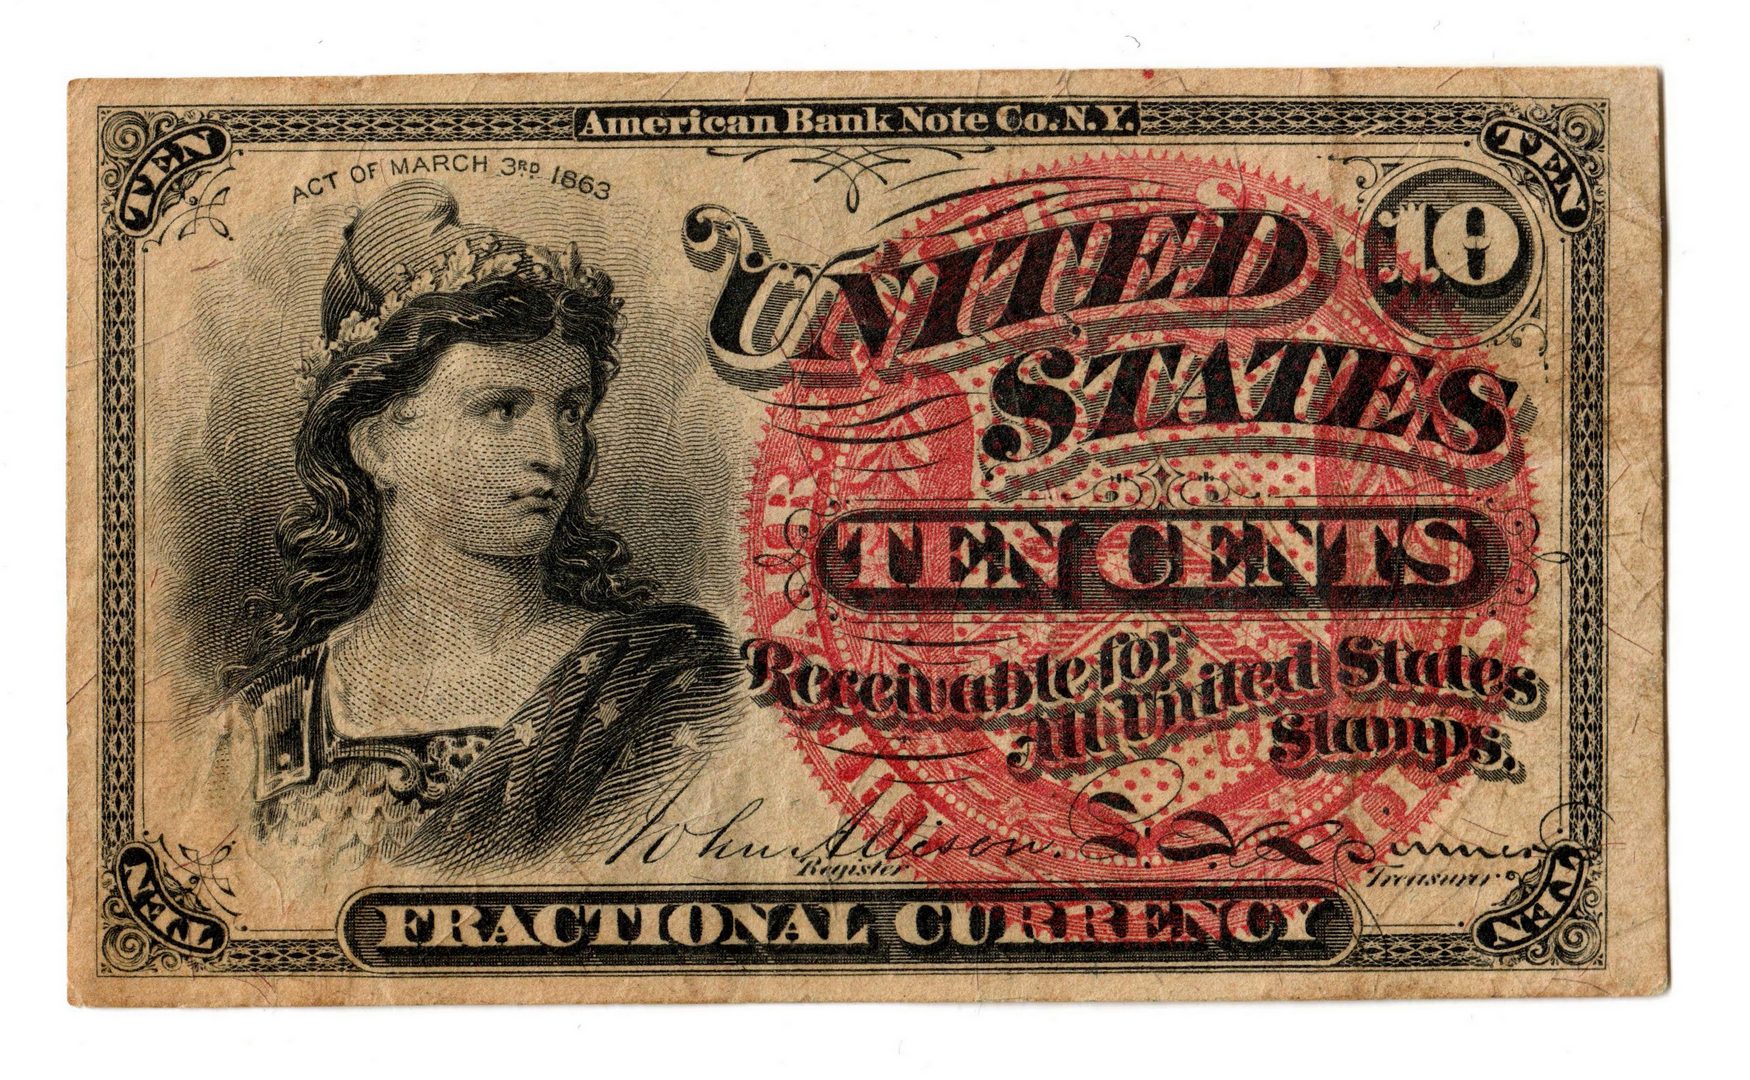 American Bank Note Co. N.Y.
TEN
TEN
ACT OF MARCH 3RD 1863
10
UNITED
STATES
TEN CENTS
Receivable for
All United States
Stamps.
John Allison.
Register
Treasurer
TEN
TEN
FRACTIONAL CURRENCY